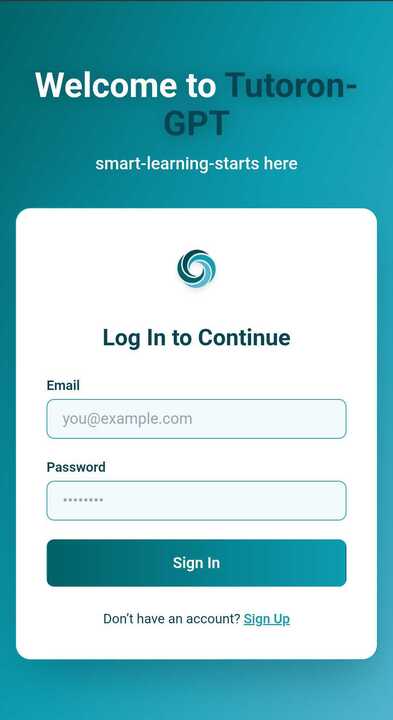 Welcome to Tutoron-
GPT
smart-learning-starts here
Log In to Continue
Email
you@example.com
Password
••••••••
Sign In
Don't have an account? Sign Up